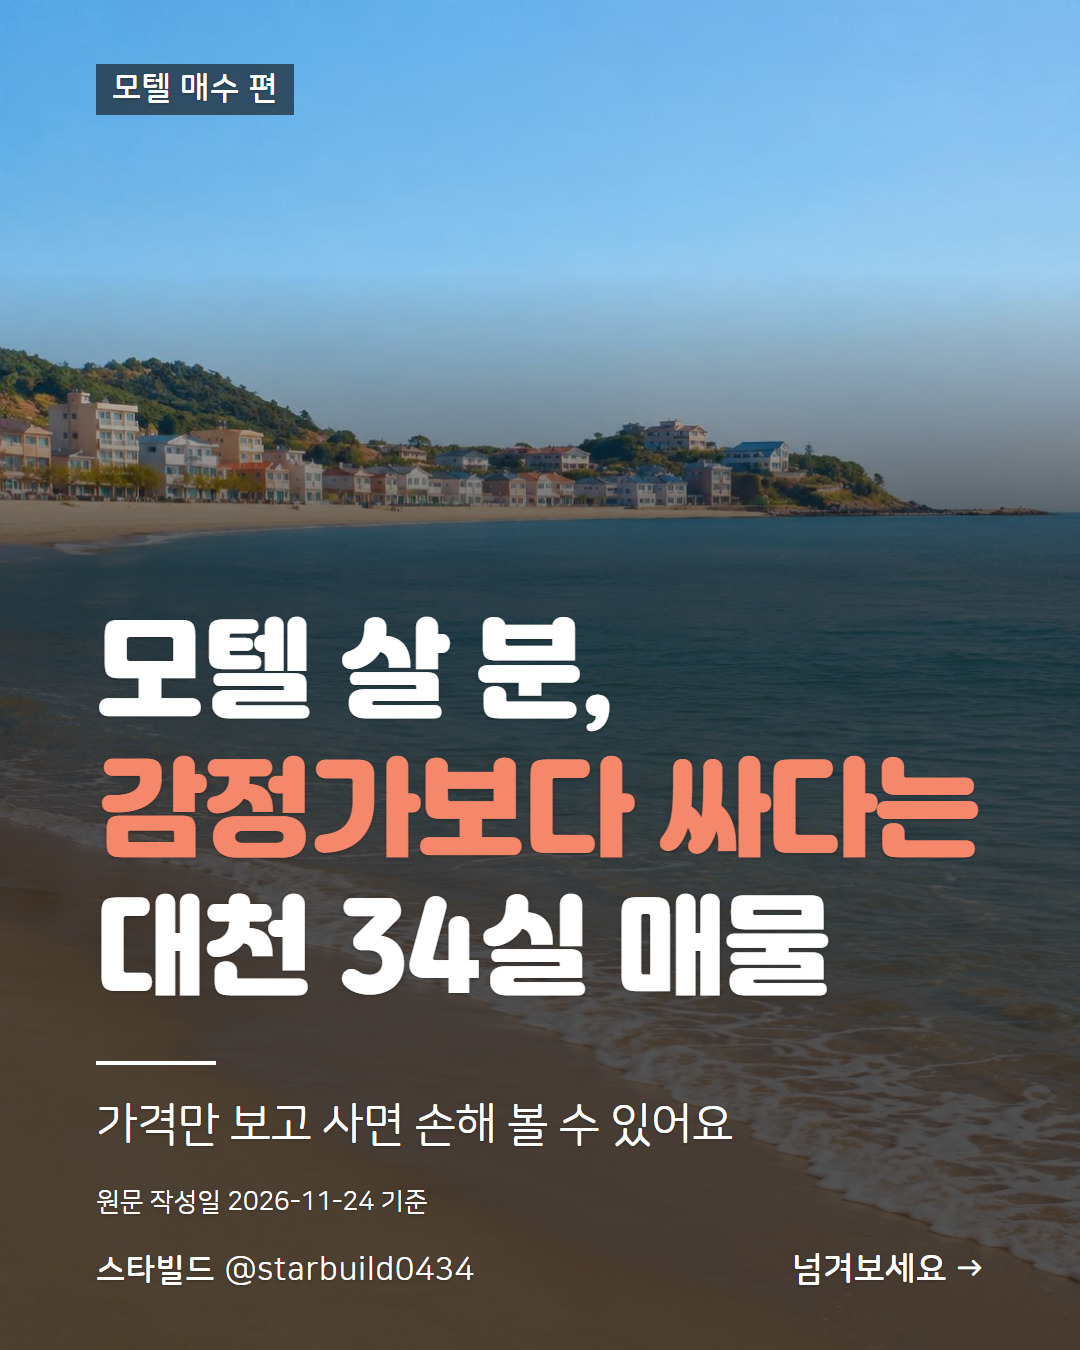 모텔 매수 편
모텔 살 분,
감정가보다 싸다는
대천 34실 매물
가격만 보고 사면 손해 볼 수 있어요
원문 작성일 2026-11-24 기준
스타빌드 @starbuild0434
넘겨보세요 →